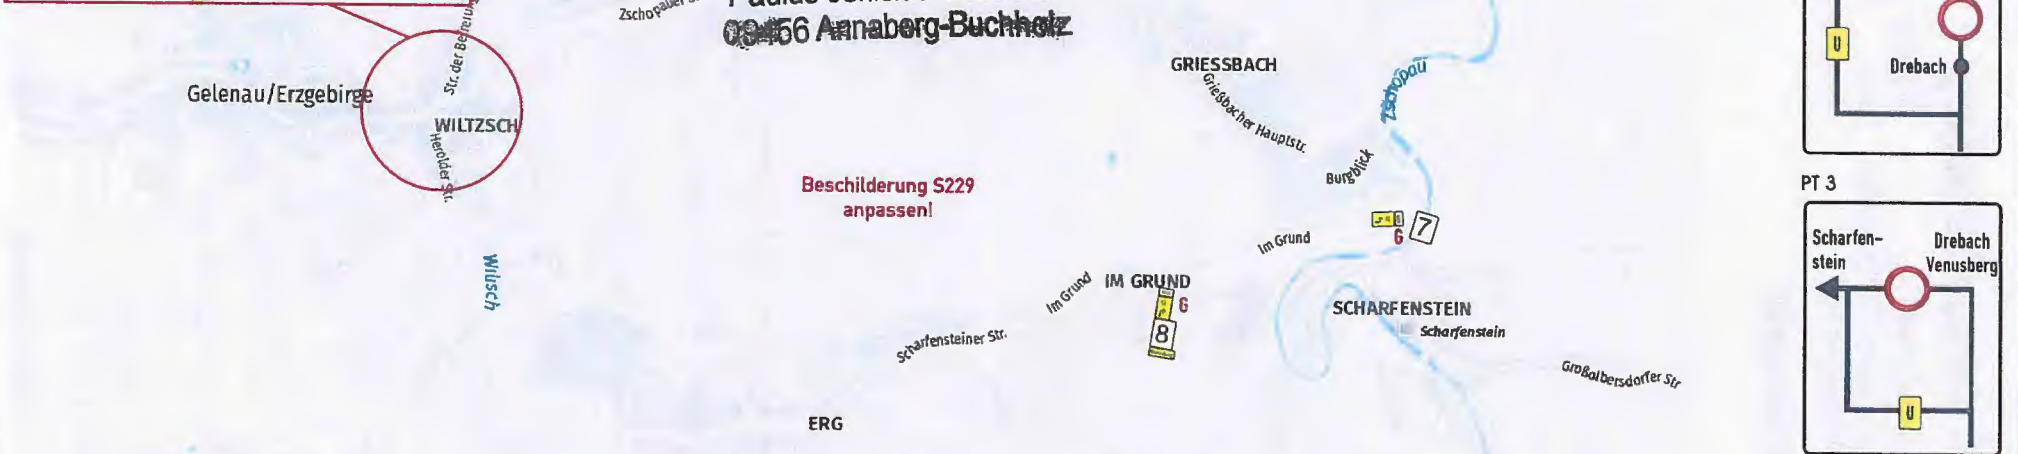 Zschopauer
09456 Annaberg-Buchholz
Str. der Befreiung
Gelenau/Erzgebirge
WILTZSCH
Herolder Str.
Wilisch
Beschilderung S229
anpassen!
GRIESSBACH
Grießbacher Hauptstr.
Zschopau
Burgblick
6
7
Im Grund
Im Grund
IM GRUND
6
8
Scharfensteiner Str.
SCHARFENSTEIN
Scharfenstein
Großolbersdorfer Str
ERG
U
Drebach
PT 3
Scharfen-
stein
Drebach
Venusberg
U